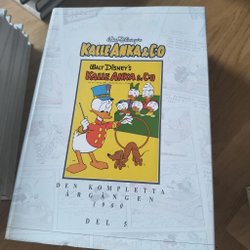 Walt Disney's
KALLE ANKA & CO
WALT DISNEY'S
KALLE ANKA & CO
DEN KOMPLETTA
ÅRGÅNGEN
1960
DEL 5